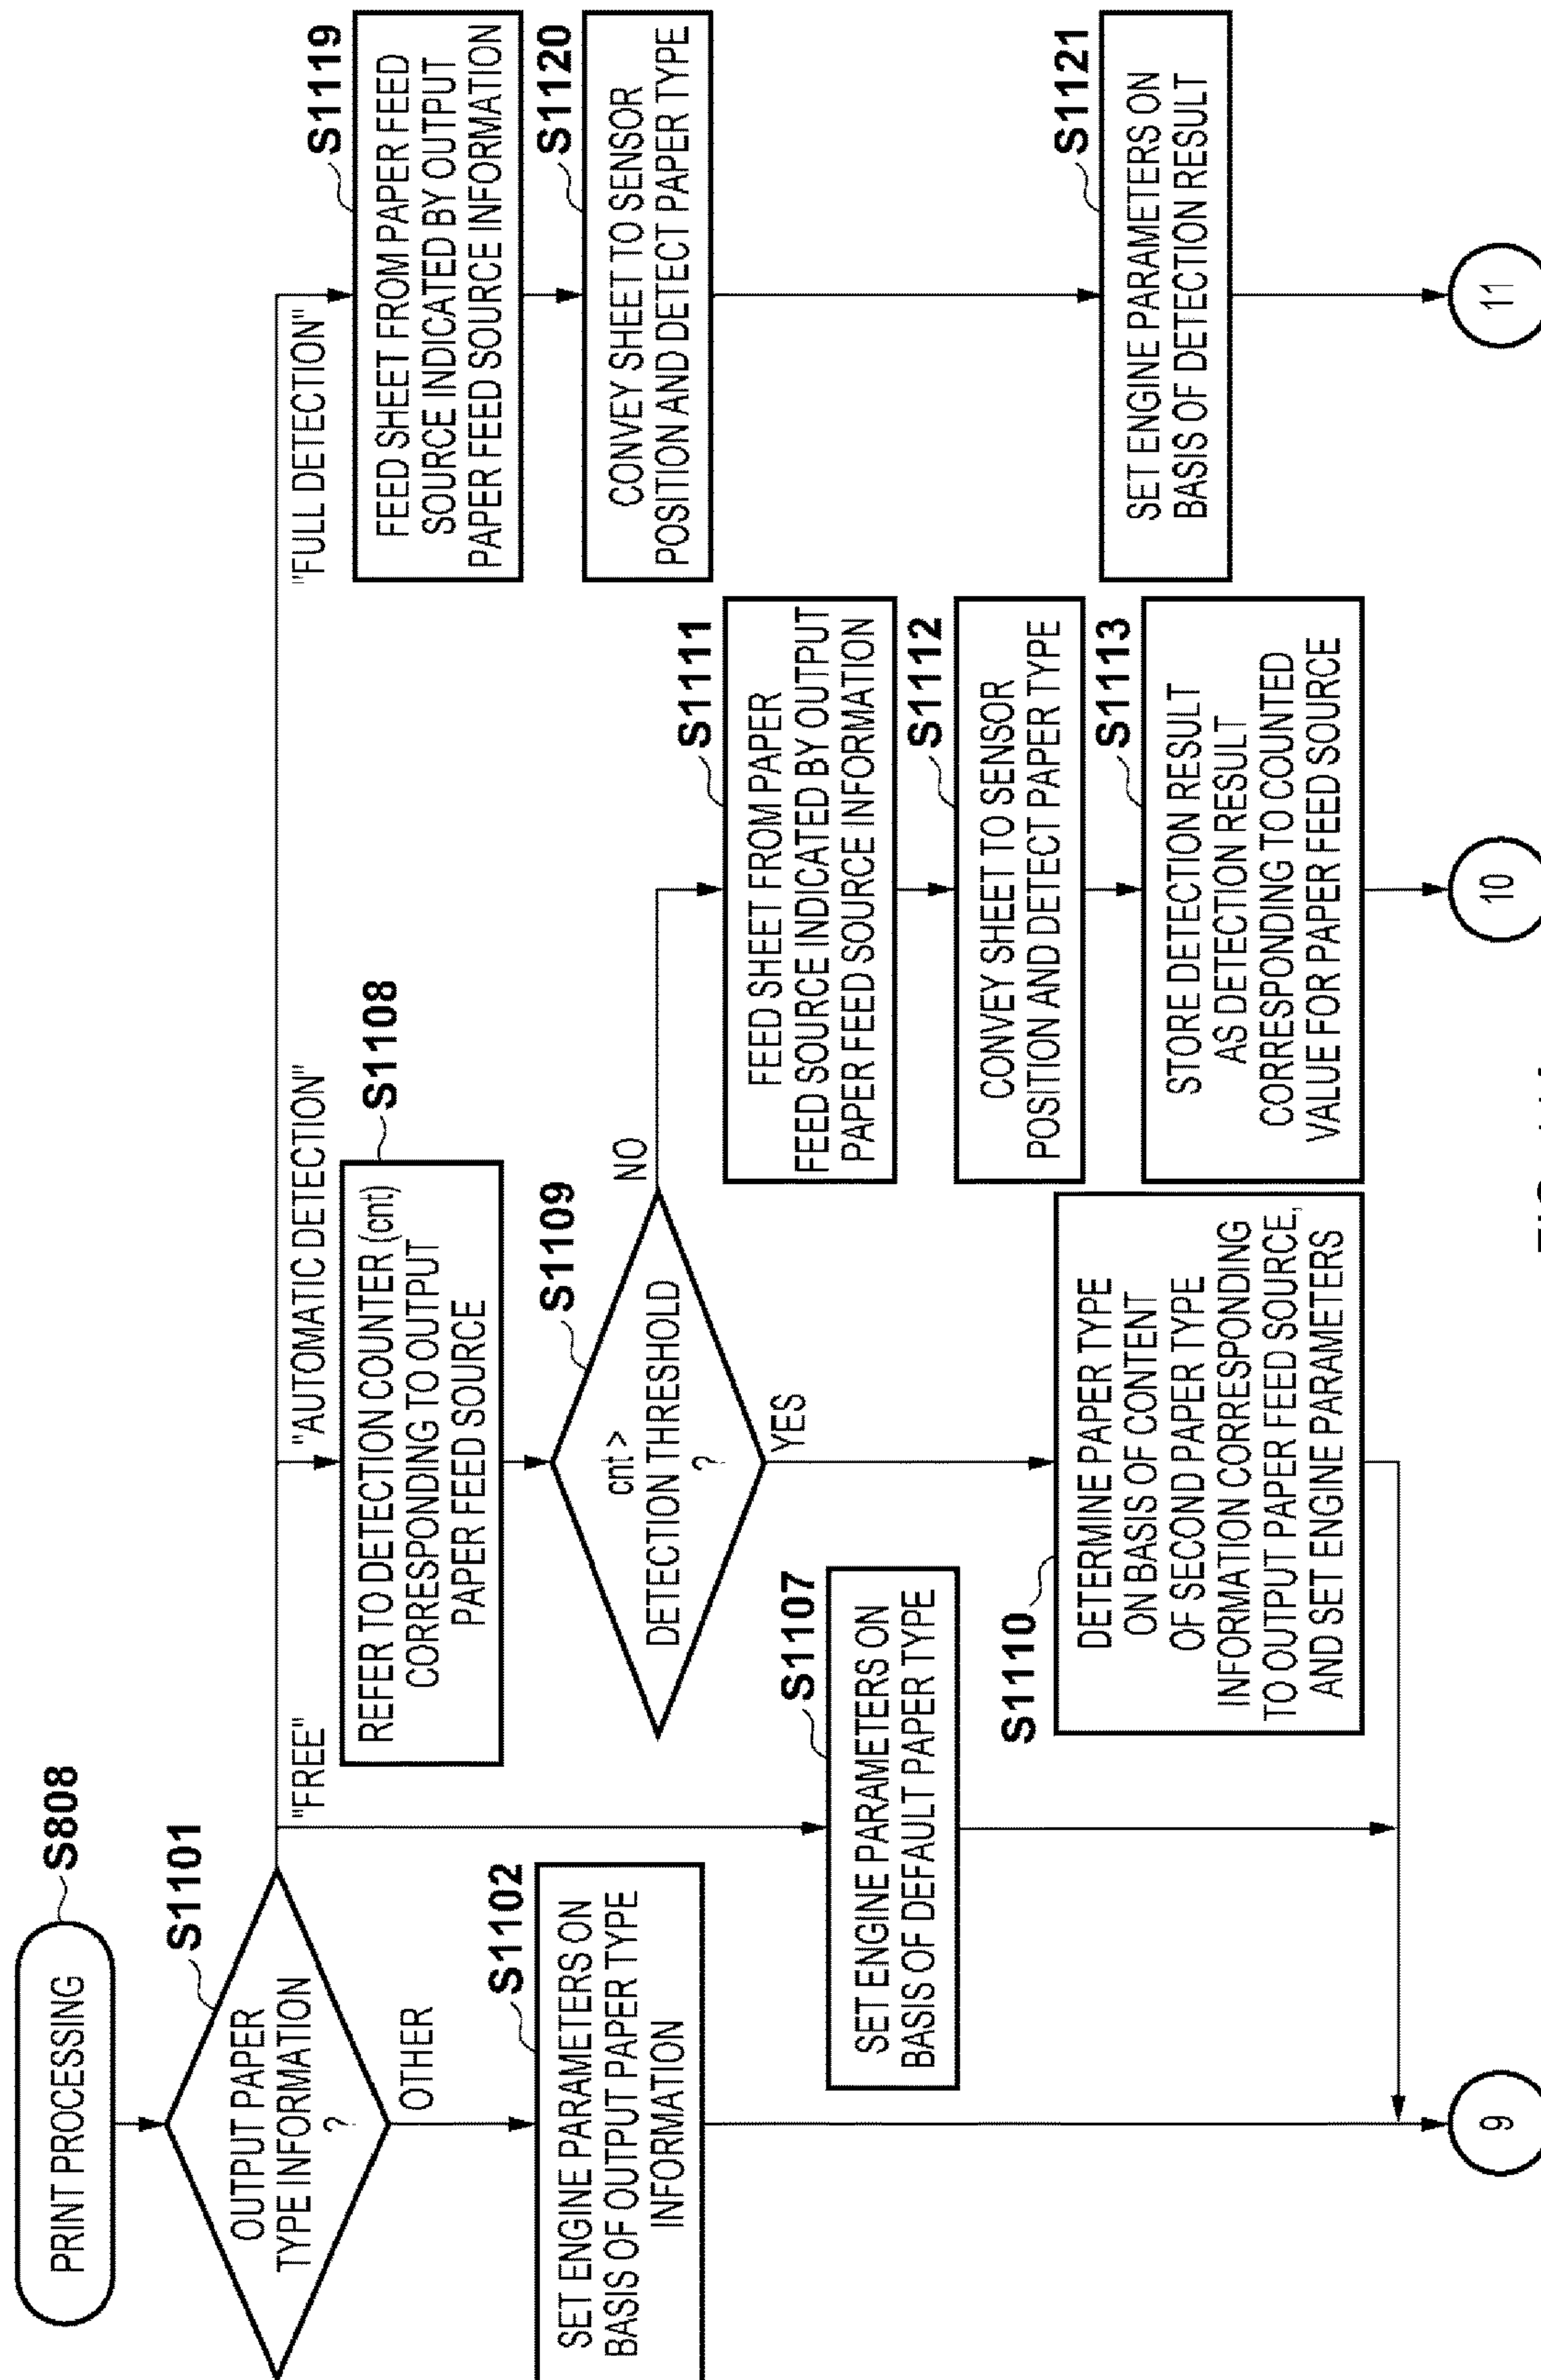 PRINT PROCESSING
S808
OUTPUT PAPER
TYPE INFORMATION
?
S1101
OTHER
"FREE"
"AUTOMATIC DETECTION"
"FULL DETECTION"
SET ENGINE PARAMETERS ON
BASIS OF OUTPUT PAPER TYPE
INFORMATION
S1102
SET ENGINE PARAMETERS ON
BASIS OF DEFAULT PAPER TYPE
S1107
REFER TO DETECTION COUNTER (cnt)
CORRESPONDING TO OUTPUT
PAPER FEED SOURCE
S1108
cnt >
DETECTION THRESHOLD
?
S1109
NO
YES
DETERMINE PAPER TYPE
ON BASIS OF CONTENT
OF SECOND PAPER TYPE
INFORMATION CORRESPONDING
TO OUTPUT PAPER FEED SOURCE,
AND SET ENGINE PARAMETERS
S1110
FEED SHEET FROM PAPER
FEED SOURCE INDICATED BY OUTPUT
PAPER FEED SOURCE INFORMATION
S1111
CONVEY SHEET TO SENSOR
POSITION AND DETECT PAPER TYPE
S1112
STORE DETECTION RESULT
AS DETECTION RESULT
CORRESPONDING TO COUNTED
VALUE FOR PAPER FEED SOURCE
S1113
FEED SHEET FROM PAPER FEED
SOURCE INDICATED BY OUTPUT
PAPER FEED SOURCE INFORMATION
S1119
CONVEY SHEET TO SENSOR
POSITION AND DETECT PAPER TYPE
S1120
SET ENGINE PARAMETERS ON
BASIS OF DETECTION RESULT
S1121
9
10
11